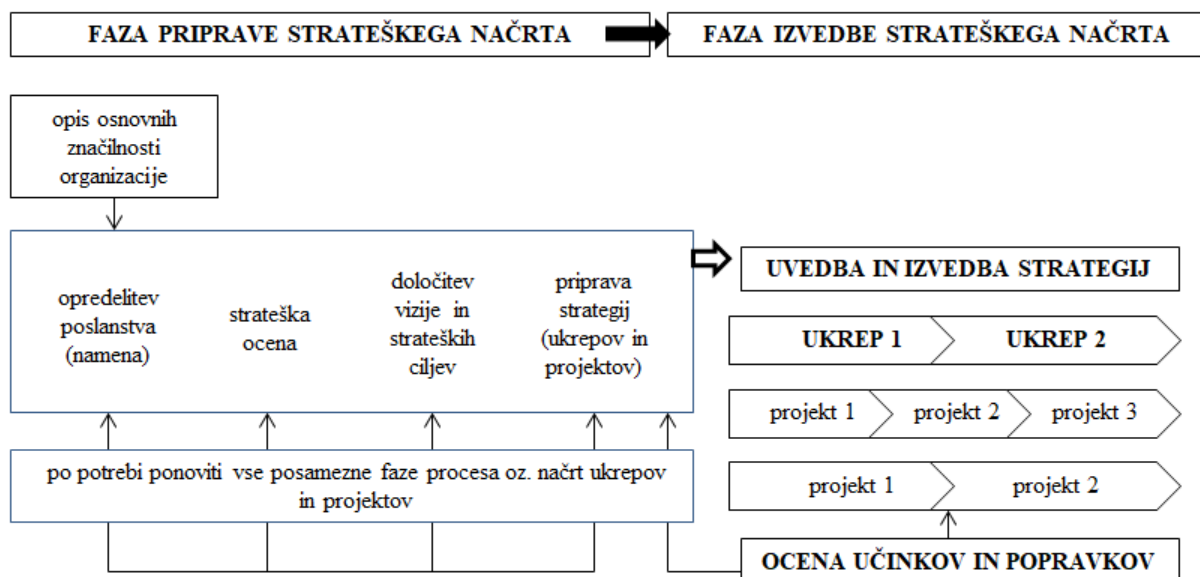 FAZA PRIPRAVE STRATEŠKEGA NAČRTA
FAZA IZVEDBE STRATEŠKEGA NAČRTA
opis osnovnih
značilnosti
organizacije
opredelitev
poslanstva
(namena)
strateška
ocena
določitev
vizije in
strateških
ciljev
priprava
strategij
(ukrepov in
projektov)
UVEDBA IN IZVEDBA STRATEGIJ
UKREP 1
UKREP 2
projekt 1
projekt 2
projekt 3
po potrebi ponoviti vse posamezne faze procesa oz. načrt ukrepov
in projektov
projekt 1
projekt 2
OCENA UČINKOV IN POPRAVKOV